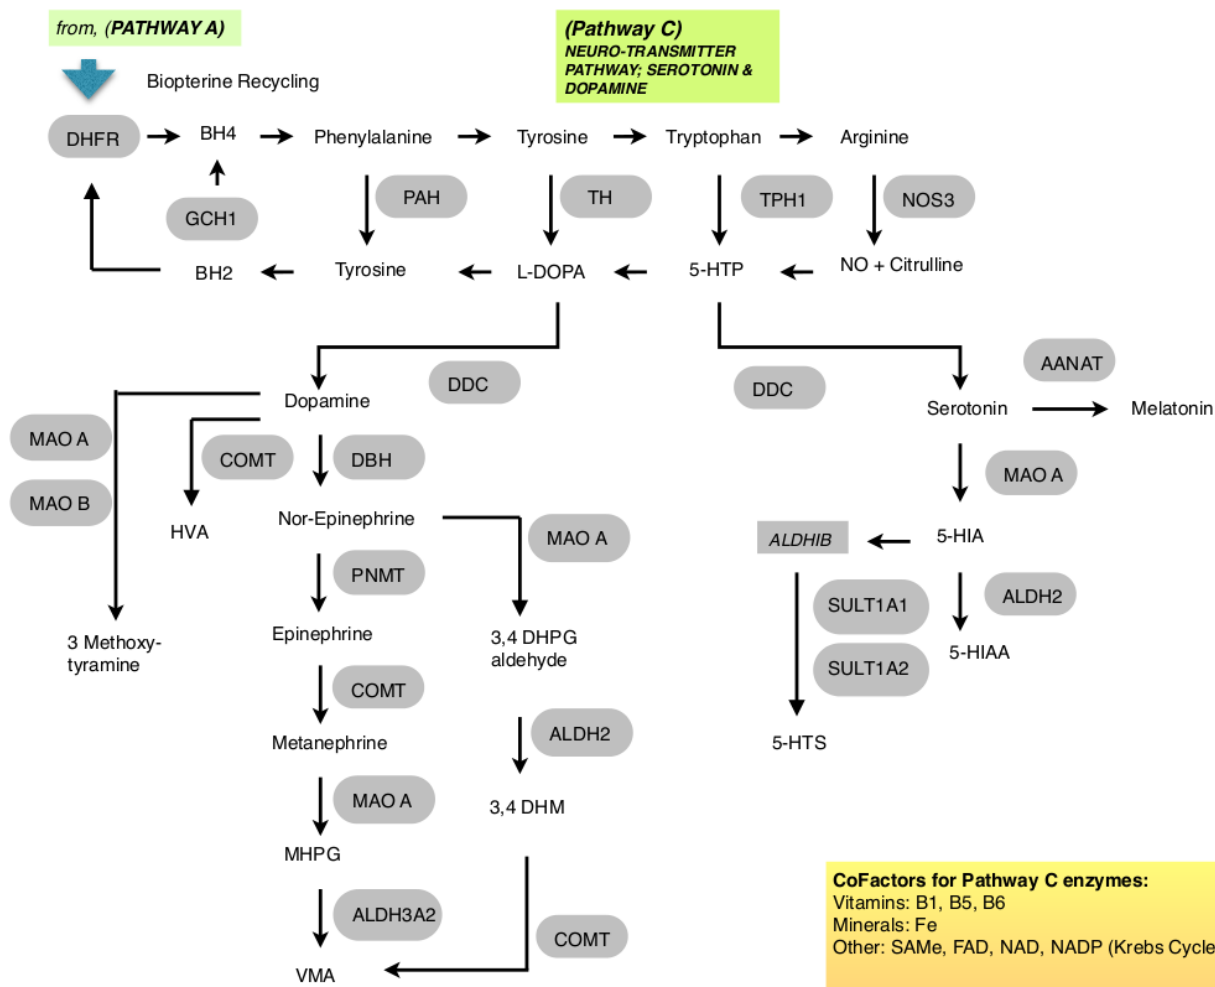 from, (PATHWAY A)
(Pathway C)
NEURO-TRANSMITTER
PATHWAY; SEROTONIN &
DOPAMINE
Biopterine Recycling
DHFR
BH4
Phenylalanine
Tyrosine
Tryptophan
Arginine
GCH1
PAH
TH
TPH1
NOS3
BH2
Tyrosine
L-DOPA
5-HTP
NO + Citrulline
DDC
DDC
AANAT
Dopamine
Serotonin
Melatonin
MAO A
COMT
DBH
MAO A
MAO B
HVA
Nor-Epinephrine
MAO A
ALDHIB
5-HIA
PNMT
SULT1A1
ALDH2
3 Methoxy-
tyramine
Epinephrine
3,4 DHPG
aldehyde
SULT1A2
5-HIAA
COMT
ALDH2
Metanephrine
5-HTS
MAO A
3,4 DHM
MHPG
ALDH3A2
COMT
VMA
CoFactors for Pathway C enzymes:
Vitamins: B1, B5, B6
Minerals: Fe
Other: SAMe, FAD, NAD, NADP (Krebs Cycle